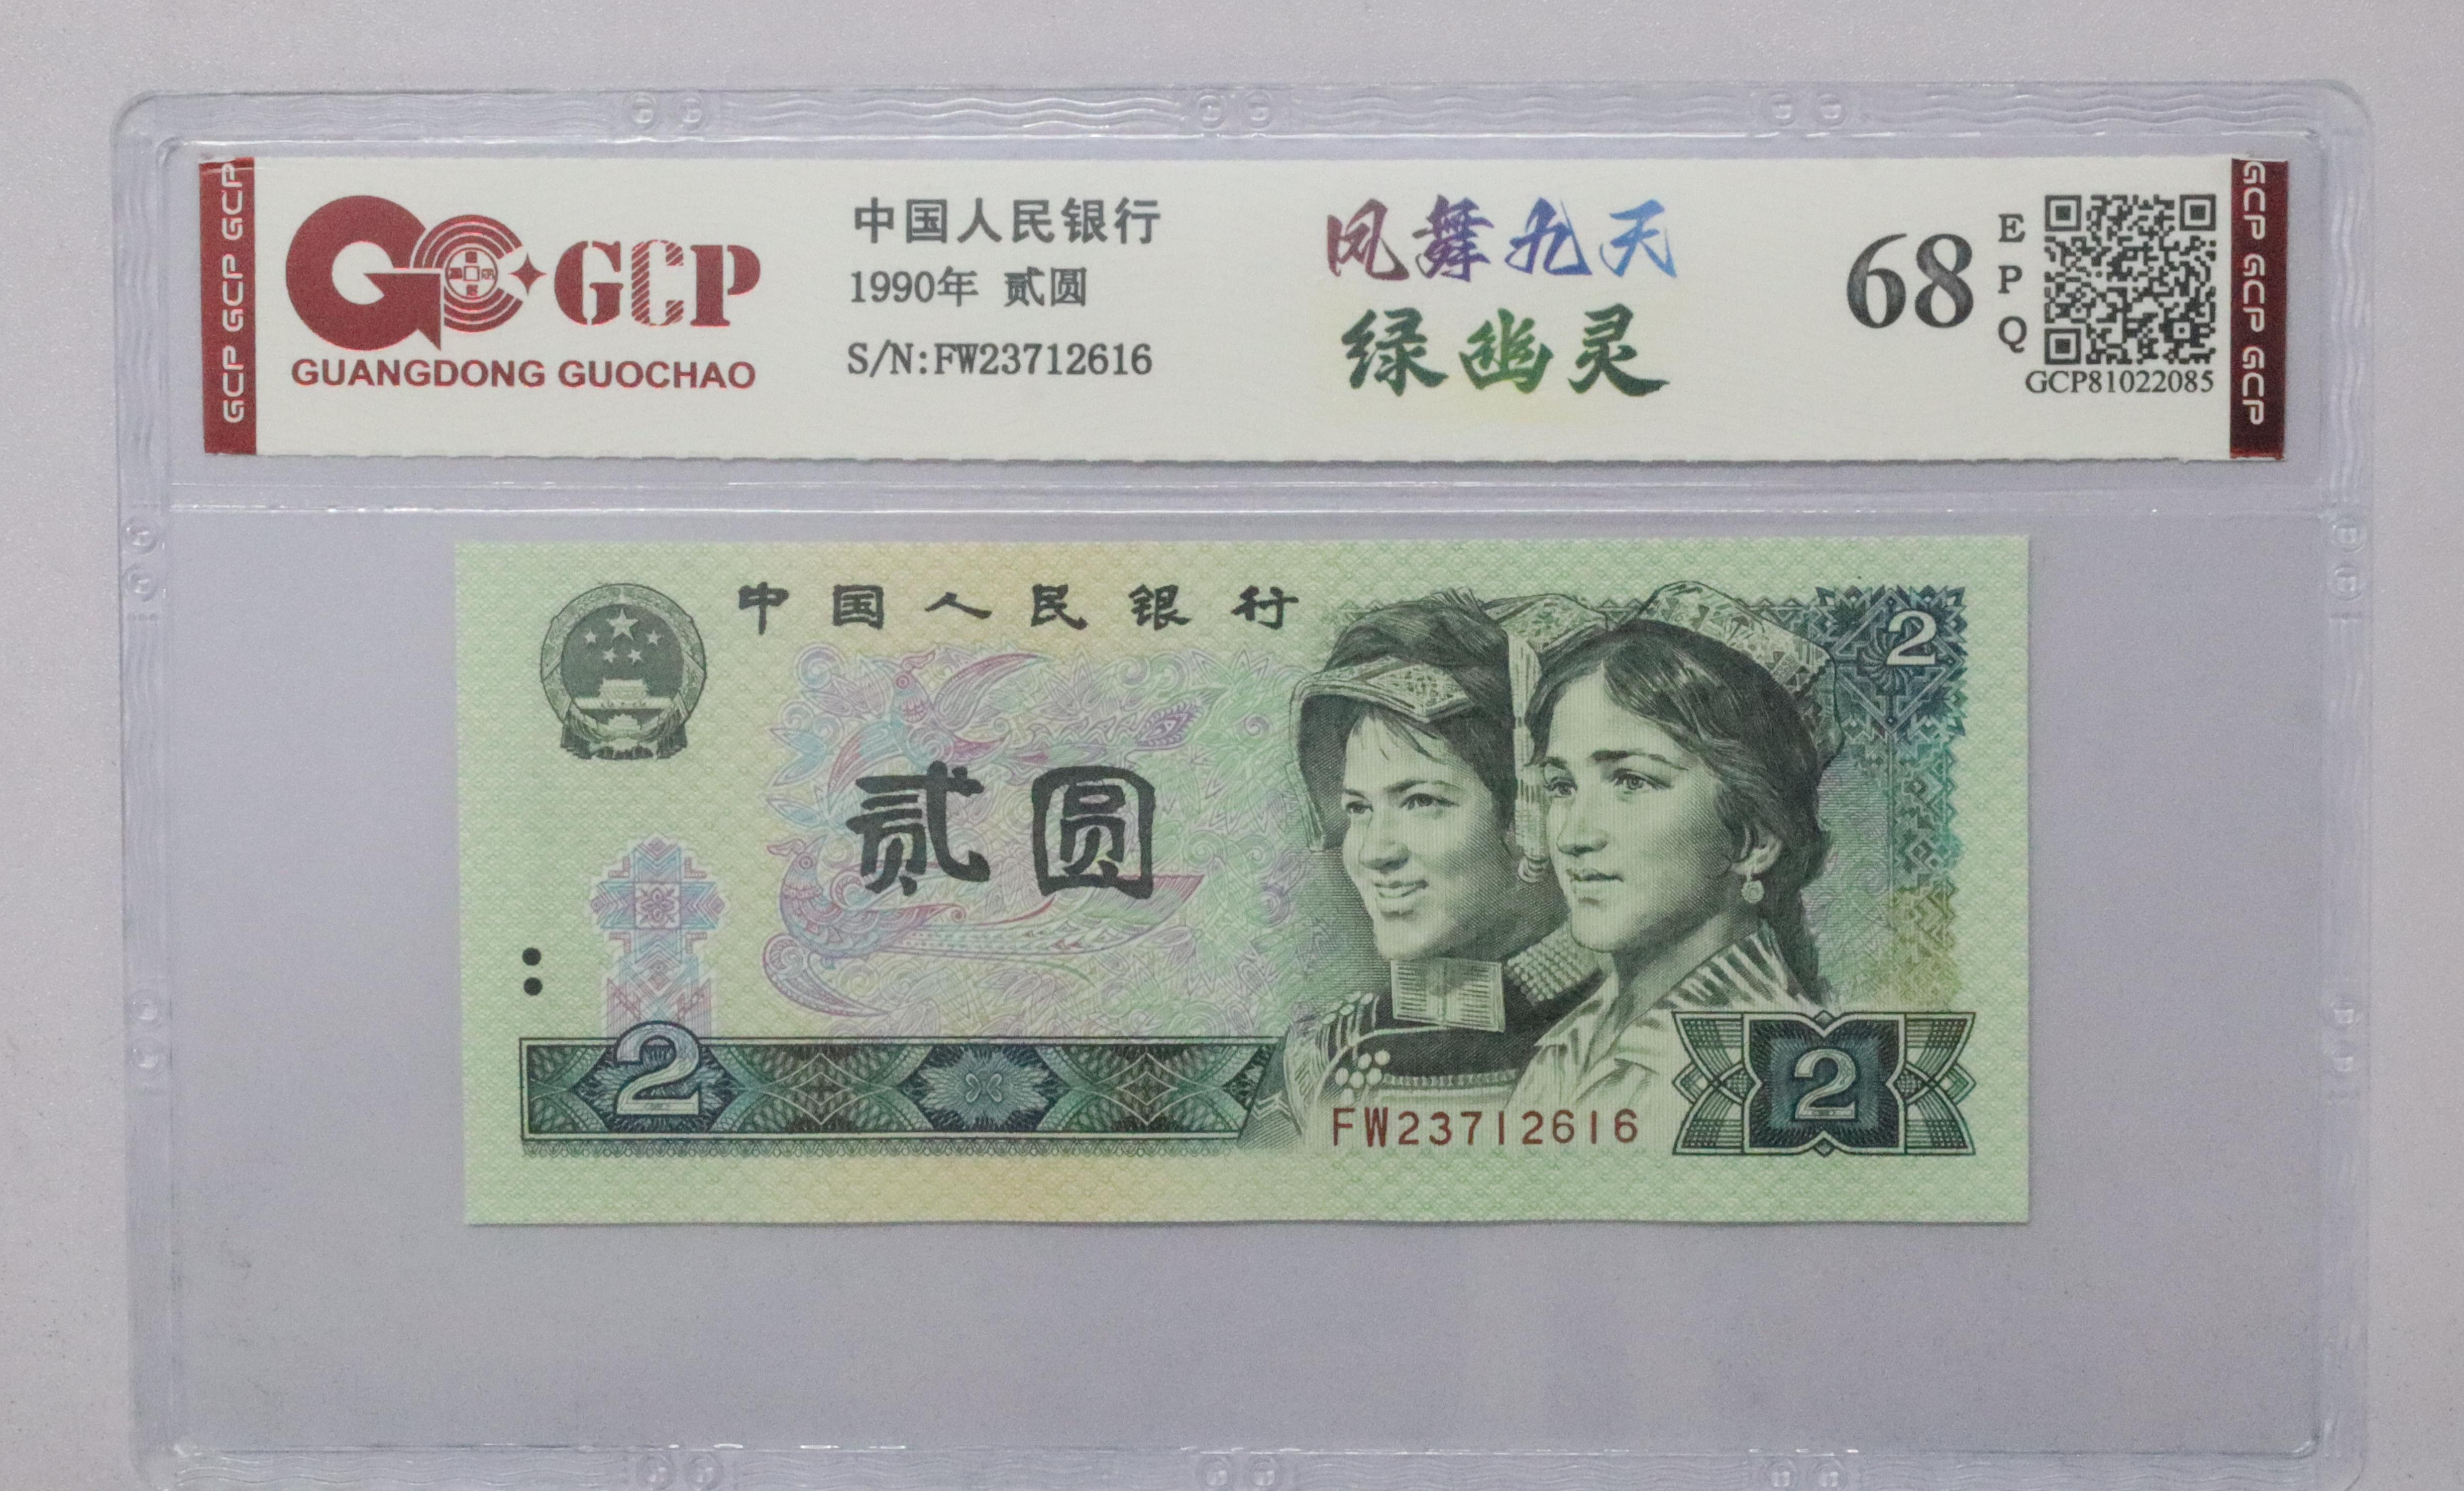 GCP GCP GCP
GCP
GUANGDONG GUOCHAO
中国人民银行
1990年 贰圆
S/N:FW23712616
凤舞九天
绿幽灵
68
EPQ
GCP81022085
GCP GCP GCP GCP
中国人民银行
2
贰圆
2
2
FW23712616